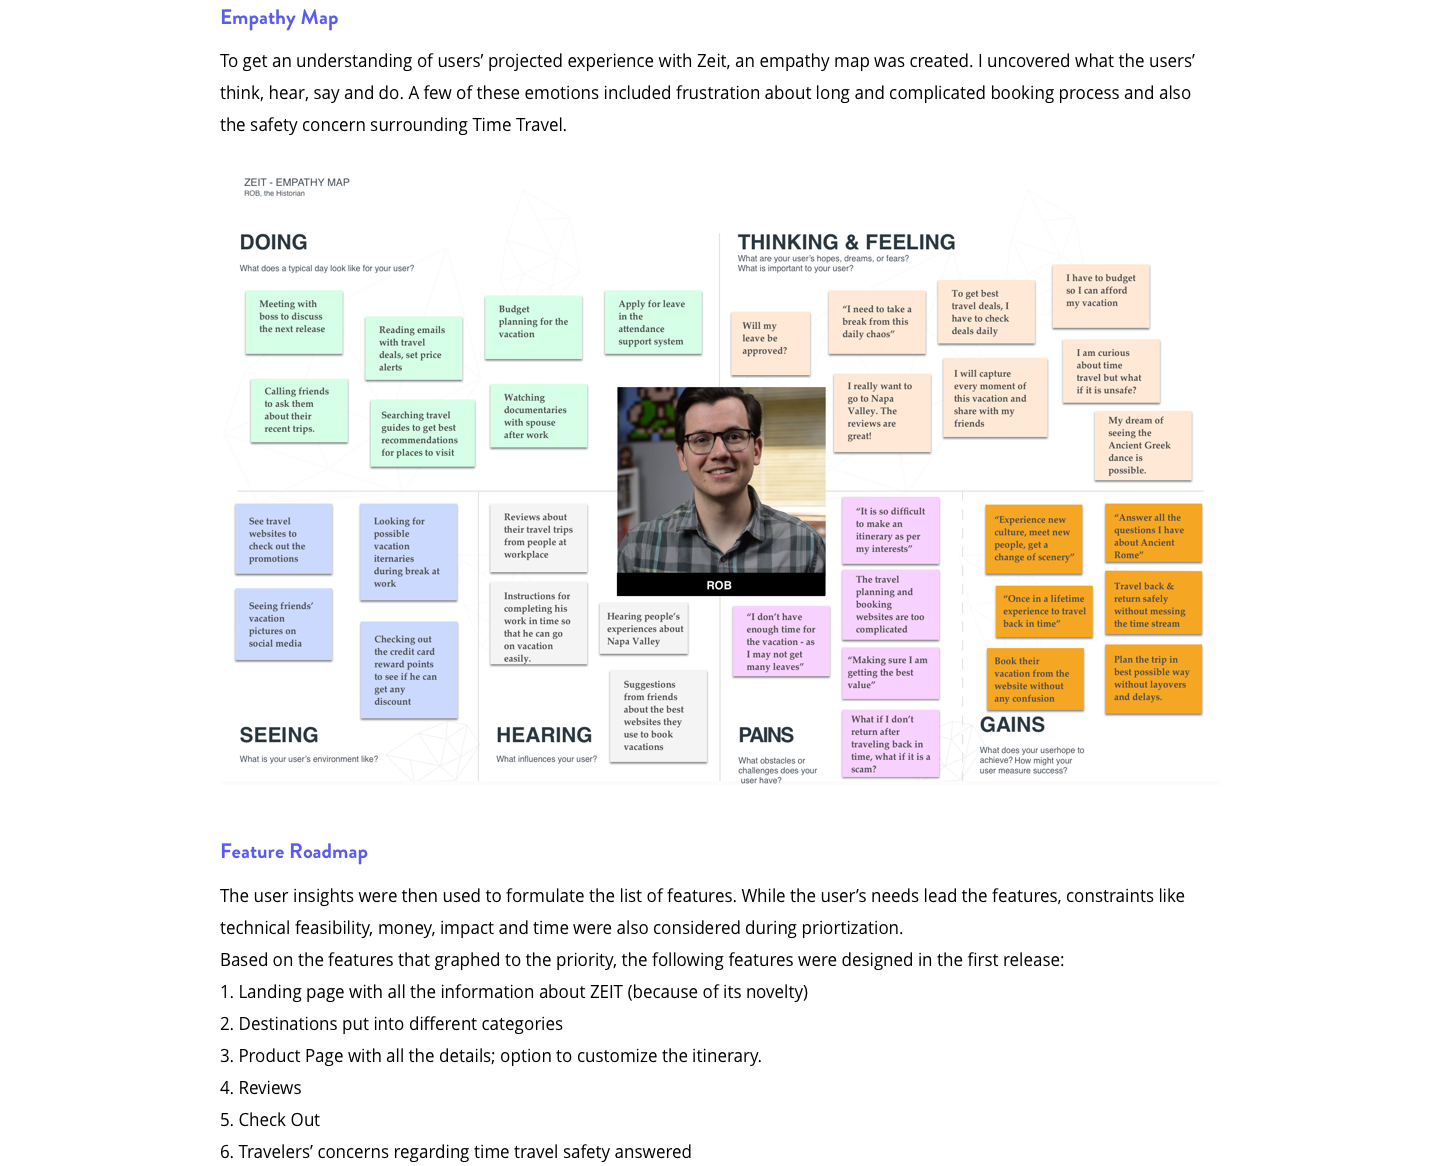 Empathy Map
To get an understanding of users’ projected experience with Zeit, an empathy map was created. I uncovered what the users’
think, hear, say and do. A few of these emotions included frustration about long and complicated booking process and also
the safety concern surrounding Time Travel.
ZEIT - EMPATHY MAP
ROB, the Historian
DOING
What does a typical day look like for your user?
Meeting with
boss to discuss
the next release
Reading emails
with travel
deals, set price
alerts
Budget
planning for the
vacation
Apply for leave
in the
attendance
support system
Calling friends
to ask them
about their
recent trips.
Searching travel
guides to get best
recommendations
for places to visit
Watching
documentaries
with spouse
after work
THINKING & FEELING
What are your user's hopes, dreams, or fears?
What is important to your user?
Will my
leave be
approved?
“I need to take a
break from this
daily chaos”
To get best
travel deals, I
have to check
deals daily
I have to budget
so I can afford
my vacation
I really want to
go to Napa
Valley. The
reviews are
great!
I will capture
every moment of
this vacation and
share with my
friends
I am curious
about time
travel but what
if it is unsafe?
My dream of
seeing the
Ancient Greek
dance is
possible.
ROB
See travel
websites to
check out the
promotions
Looking for
possible
vacation
iternaries
during break at
work
Seeing friends’
vacation
pictures on
social media
Checking out
the credit card
reward points
to see if he can
get any
discount
SEEING
What is your user's environment like?
Reviews about
their travel trips
from people at
workplace
Instructions for
completing his
work in time so
that he can go
on vacation
easily.
Hearing people’s
experiences about
Napa Valley
Suggestions
from friends
about the best
websites they
use to book
vacations
HEARING
What influences your user?
“It is so difficult
to make an
itinerary as per
my interests”
The travel
planning and
booking
websites are too
complicated
“I don’t have
enough time for
the vacation - as
I may not get
many leaves”
“Making sure I am
getting the best
value”
What if I don’t
return after
traveling back in
time, what if it is a
scam?
PAINS
What obstacles or
challenges does your
user have?
“Experience new
culture, meet new
people, get a
change of scenery”
“Answer all the
questions I have
about Ancient
Rome”
“Once in a lifetime
experience to travel
back in time”
Travel back &
return safely
without messing
the time stream
Book their
vacation from the
website without
any confusion
Plan the trip in
best possible way
without layovers
and delays.
GAINS
What does your userhope to
achieve? How might your
user measure success?
Feature Roadmap
The user insights were then used to formulate the list of features. While the user’s needs lead the features, constraints like
technical feasibility, money, impact and time were also considered during priortization.
Based on the features that graphed to the priority, the following features were designed in the first release:
1. Landing page with all the information about ZEIT (because of its novelty)
2. Destinations put into different categories
3. Product Page with all the details; option to customize the itinerary.
4. Reviews
5. Check Out
6. Travelers’ concerns regarding time travel safety answered